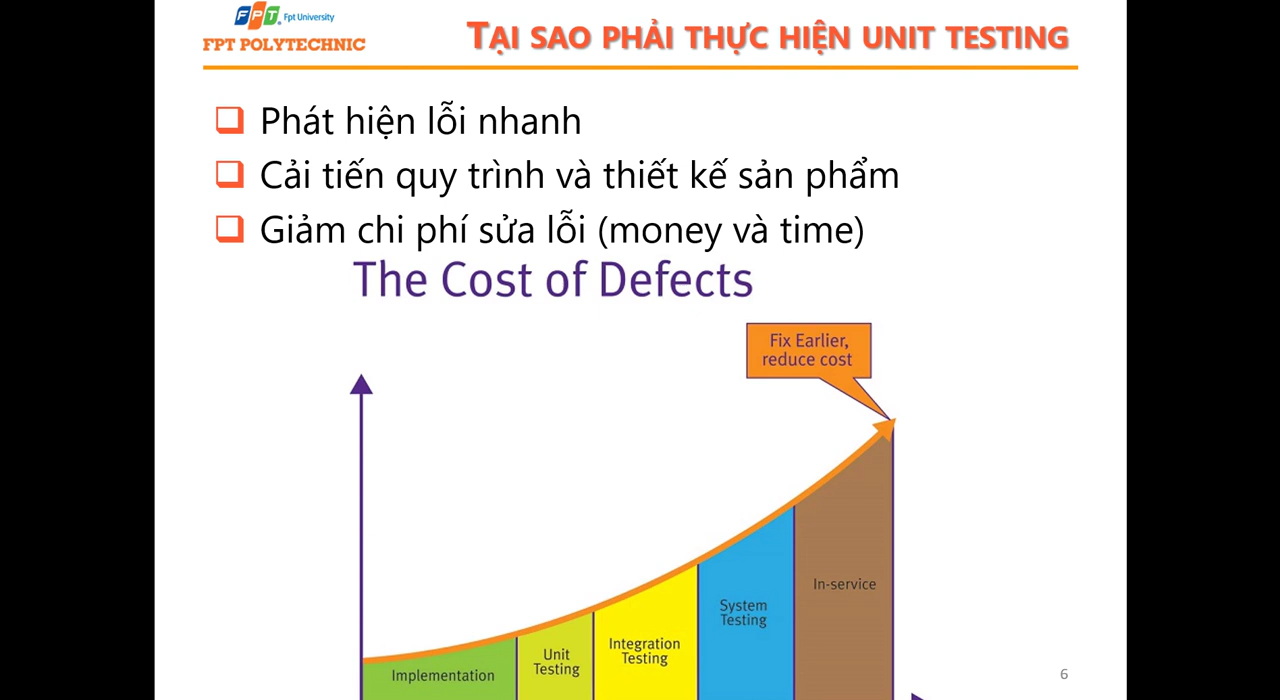 FPT. Fpt University
FPT POLYTECHNIC
TẠI SAO PHẢI THỰC HIỆN UNIT TESTING
Phát hiện lỗi nhanh
Cải tiến quy trình và thiết kế sản phẩm
Giảm chi phí sửa lỗi (money và time)
The Cost of Defects
Fix Earlier,
reduce cost
Implementation
Unit
Testing
Integration
Testing
System
Testing
In-service
6